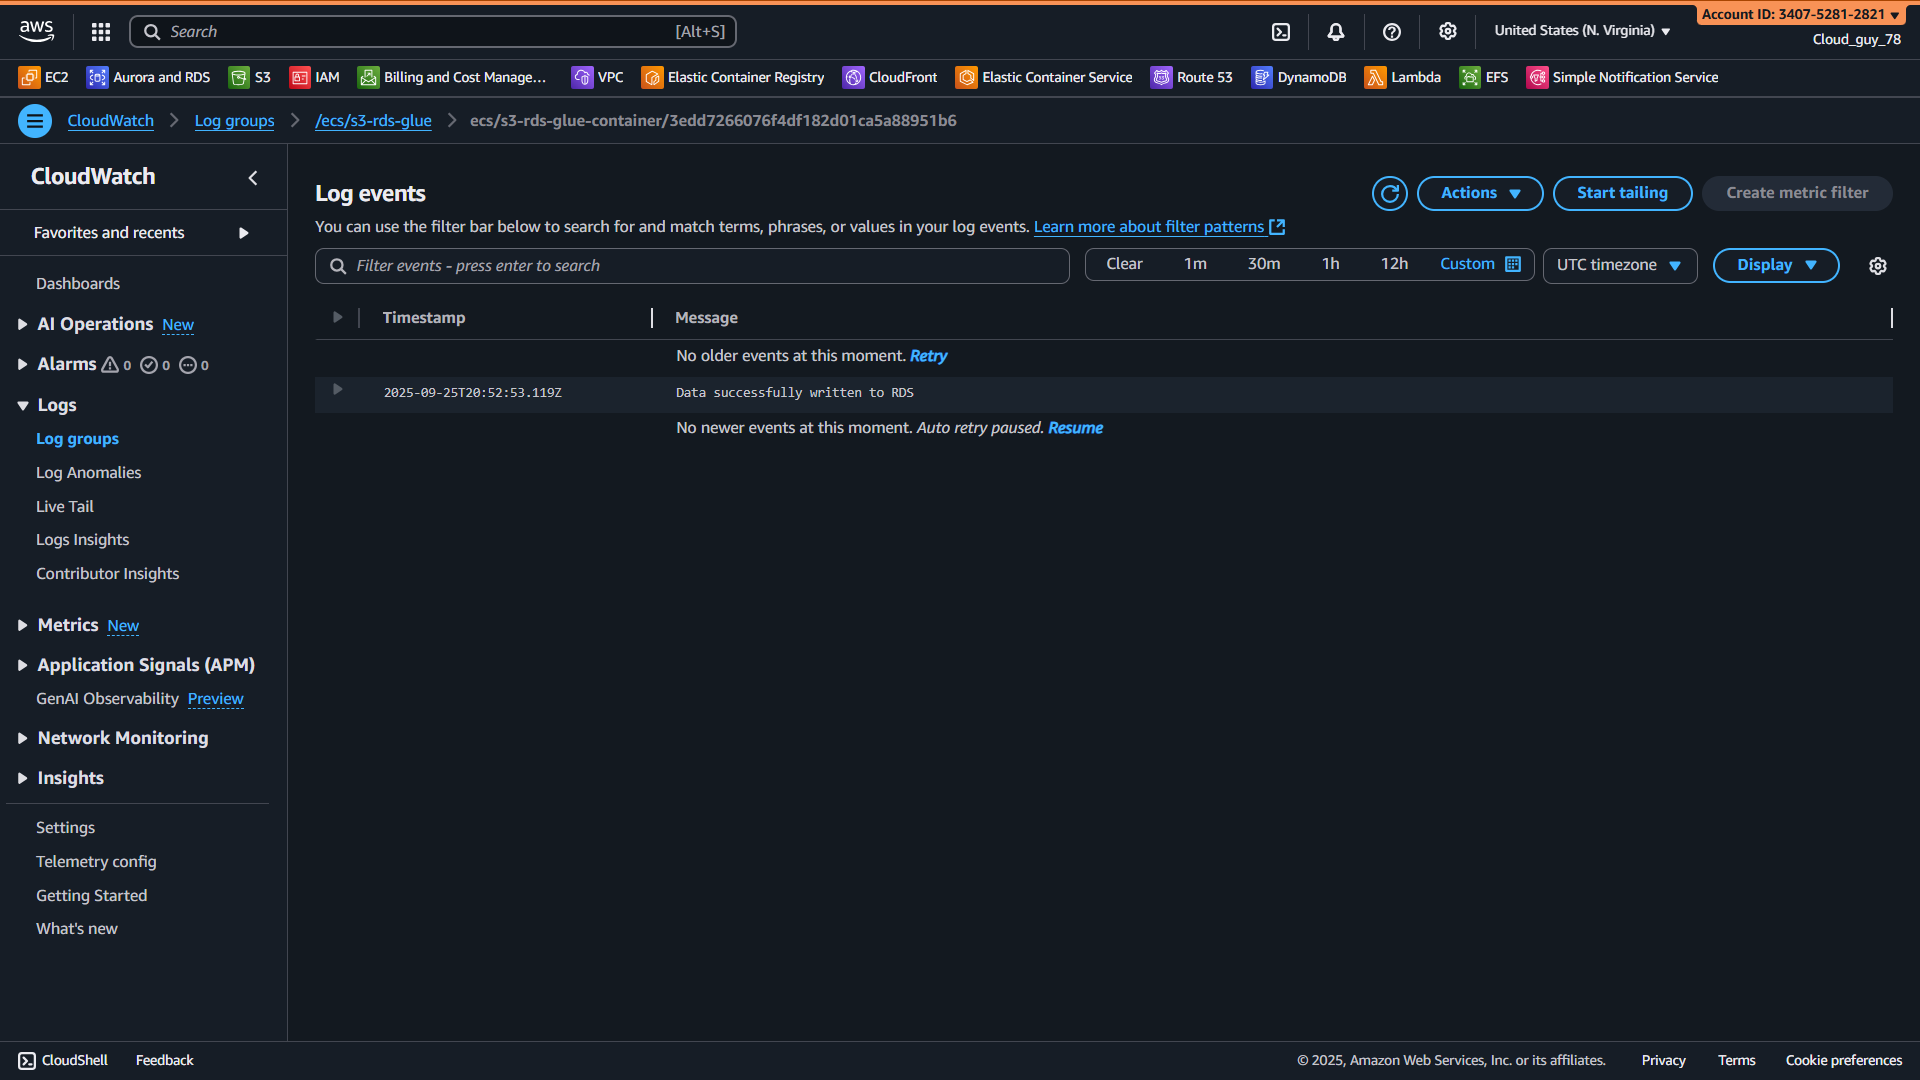 aws
Search [Alt+S]
United States (N. Virginia)
Account ID: 3407-5281-2821
Cloud_guy_78
EC2 Aurora and RDS S3 IAM Billing and Cost Manage... VPC Elastic Container Registry CloudFront Elastic Container Service Route 53 DynamoDB Lambda EFS Simple Notification Service
CloudWatch Log groups /ecs/s3-rds-glue ecs/s3-rds-glue-container/3edd7266076f4df182d01ca5a88951b6
CloudWatch
Favorites and recents
Dashboards
AI Operations New
Alarms 0 0 0
Logs
Log groups
Log Anomalies
Live Tail
Logs Insights
Contributor Insights
Metrics New
Application Signals (APM)
GenAI Observability Preview
Network Monitoring
Insights
Settings
Telemetry config
Getting Started
What's new
Log events
Actions Start tailing Create metric filter
You can use the filter bar below to search for and match terms, phrases, or values in your log events. Learn more about filter patterns
Filter events - press enter to search Clear 1m 30m 1h 12h Custom UTC timezone Display
Timestamp Message
No older events at this moment. Retry
2025-09-25T20:52:53.119Z Data successfully written to RDS
No newer events at this moment. Auto retry paused. Resume
CloudShell Feedback © 2025, Amazon Web Services, Inc. or its affiliates. Privacy Terms Cookie preferences